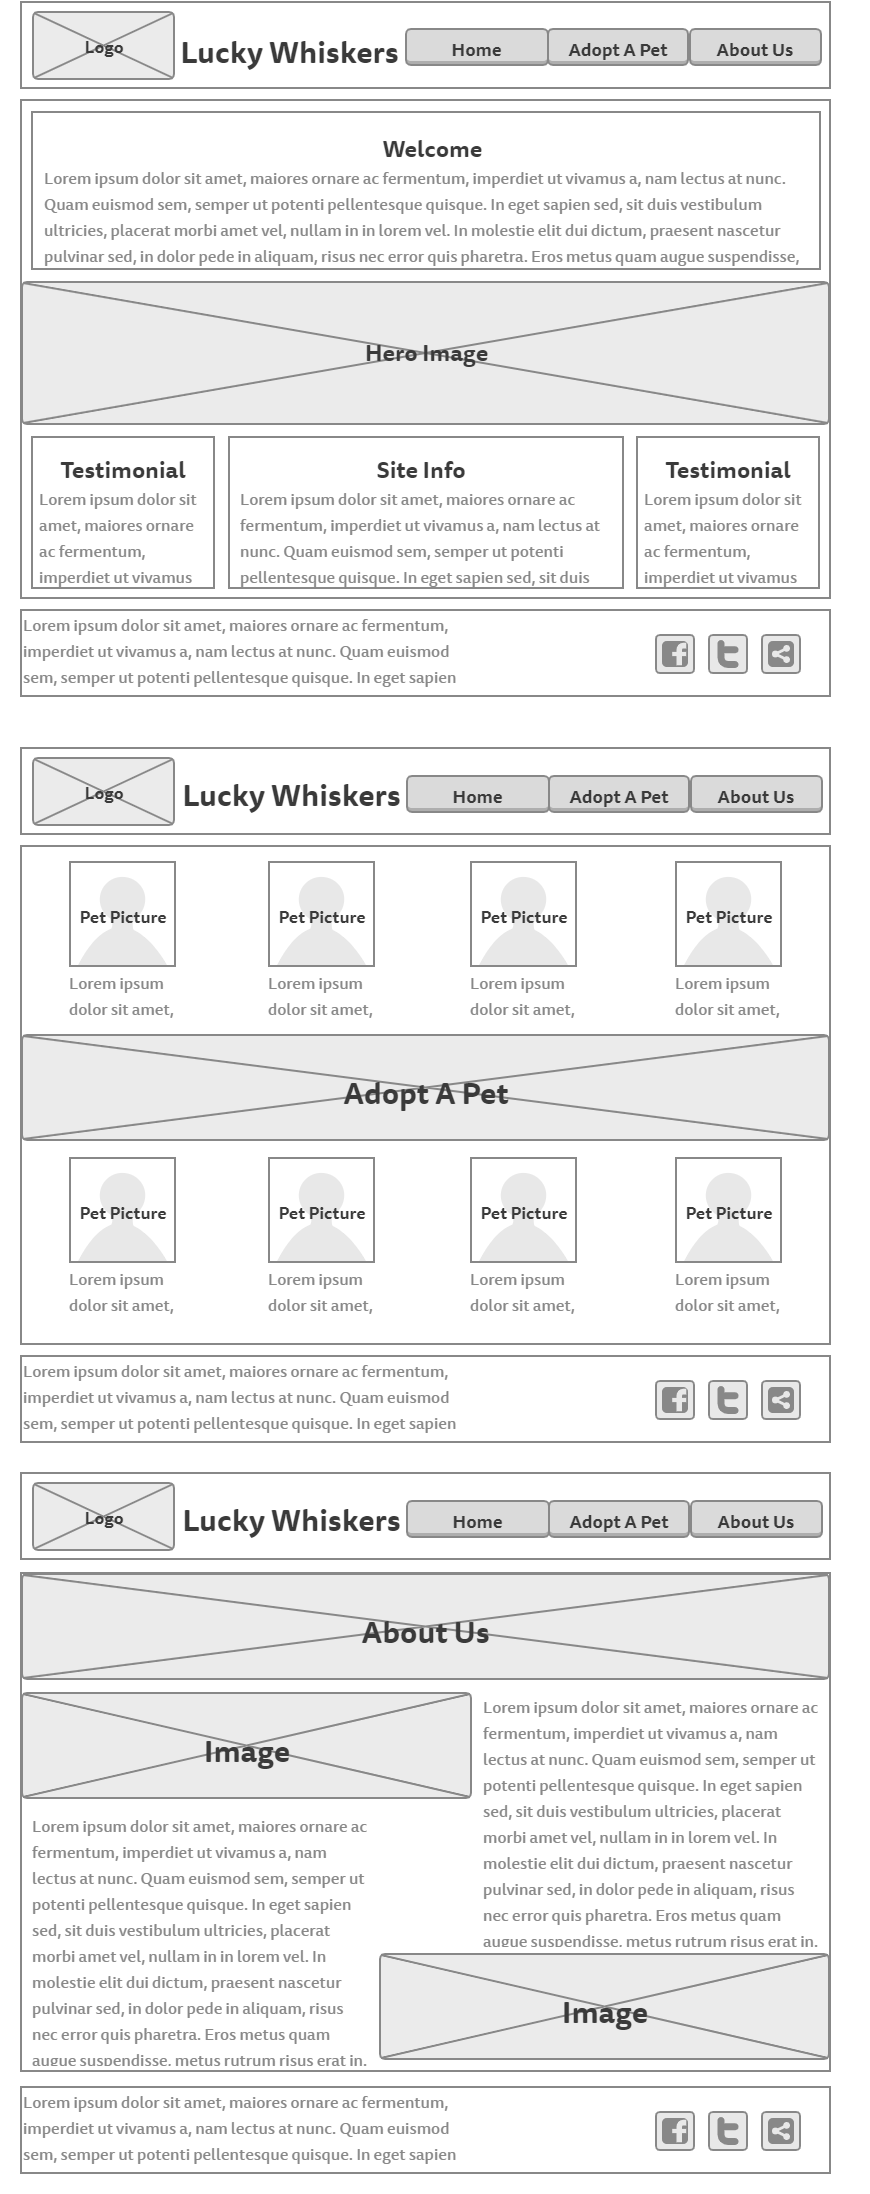 Logo
Lucky Whiskers
Home
Adopt A Pet
About Us
Welcome
Lorem ipsum dolor sit amet, maiores ornare ac fermentum, imperdiet ut vivamus a, nam lectus at nunc.
Quam euismod sem, semper ut potenti pellentesque quisque. In eget sapien sed, sit duis vestibulum
ultricies, placerat morbi amet vel, nullam in in lorem vel. In molestie elit dui dictum, praesent nascetur
pulvinar sed, in dolor pede in aliquam, risus nec error quis pharetra. Eros metus quam augue suspendisse,
Hero Image
Testimonial
Lorem ipsum dolor sit
amet, maiores ornare
ac fermentum,
imperdiet ut vivamus
Site Info
Lorem ipsum dolor sit amet, maiores ornare ac
fermentum, imperdiet ut vivamus a, nam lectus at
nunc. Quam euismod sem, semper ut potenti
pellentesque quisque. In eget sapien sed, sit duis
Testimonial
Lorem ipsum dolor sit
amet, maiores ornare
ac fermentum,
imperdiet ut vivamus
Lorem ipsum dolor sit amet, maiores ornare ac fermentum,
imperdiet ut vivamus a, nam lectus at nunc. Quam euismod
sem, semper ut potenti pellentesque quisque. In eget sapien
Logo
Lucky Whiskers
Home
Adopt A Pet
About Us
Pet Picture
Lorem ipsum
dolor sit amet,
Pet Picture
Lorem ipsum
dolor sit amet,
Pet Picture
Lorem ipsum
dolor sit amet,
Pet Picture
Lorem ipsum
dolor sit amet,
Adopt A Pet
Pet Picture
Lorem ipsum
dolor sit amet,
Pet Picture
Lorem ipsum
dolor sit amet,
Pet Picture
Lorem ipsum
dolor sit amet,
Pet Picture
Lorem ipsum
dolor sit amet,
Lorem ipsum dolor sit amet, maiores ornare ac fermentum,
imperdiet ut vivamus a, nam lectus at nunc. Quam euismod
sem, semper ut potenti pellentesque quisque. In eget sapien
Logo
Lucky Whiskers
Home
Adopt A Pet
About Us
About Us
Image
Lorem ipsum dolor sit amet, maiores ornare ac
fermentum, imperdiet ut vivamus a, nam
lectus at nunc. Quam euismod sem, semper ut
potenti pellentesque quisque. In eget sapien
sed, sit duis vestibulum ultricies, placerat
morbi amet vel, nullam in in lorem vel. In
molestie elit dui dictum, praesent nascetur
pulvinar sed, in dolor pede in aliquam, risus
nec error quis pharetra. Eros metus quam
augue suspendisse, metus rutrum risus erat in.
Lorem ipsum dolor sit amet, maiores ornare ac
fermentum, imperdiet ut vivamus a, nam
lectus at nunc. Quam euismod sem, semper ut
potenti pellentesque quisque. In eget sapien
sed, sit duis vestibulum ultricies, placerat
morbi amet vel, nullam in in lorem vel. In
molestie elit dui dictum, praesent nascetur
pulvinar sed, in dolor pede in aliquam, risus
nec error quis pharetra. Eros metus quam
augue suspendisse, metus rutrum risus erat in.
Image
Lorem ipsum dolor sit amet, maiores ornare ac fermentum,
imperdiet ut vivamus a, nam lectus at nunc. Quam euismod
sem, semper ut potenti pellentesque quisque. In eget sapien